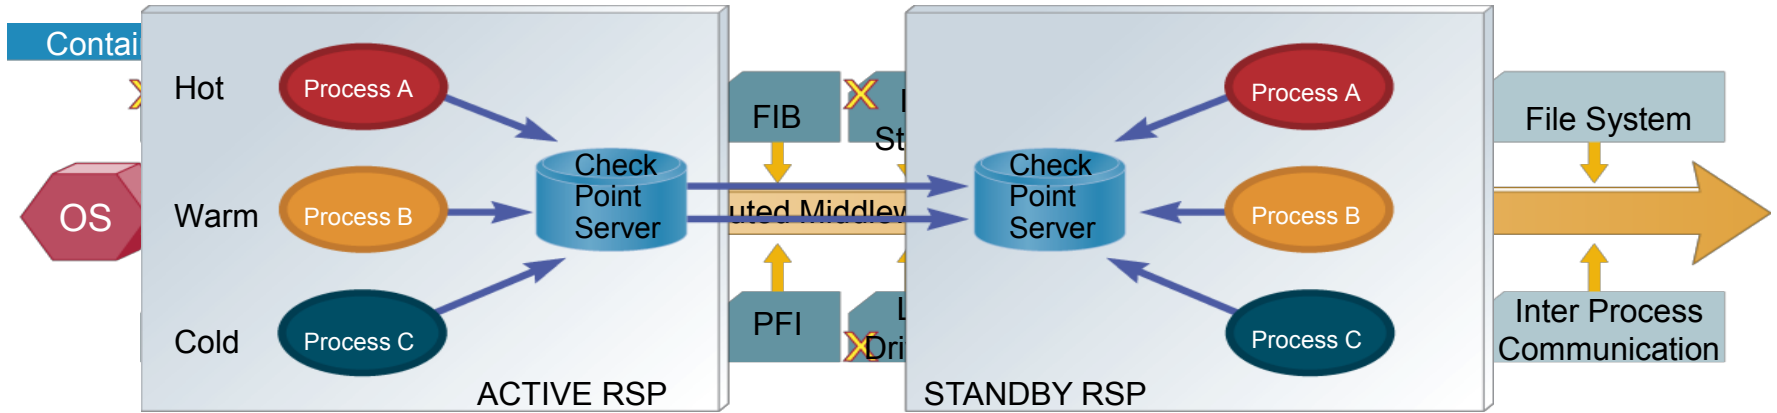 Contai
Hot
Process A
FIB
St
Process A
File System
Check
Point
Server
Check
Point
Server
OS
Warm
Process B
uted Middlew
Process B
Cold
Process C
PFI
Dri
Process C
Inter Process
Communication
ACTIVE RSP
STANDBY RSP